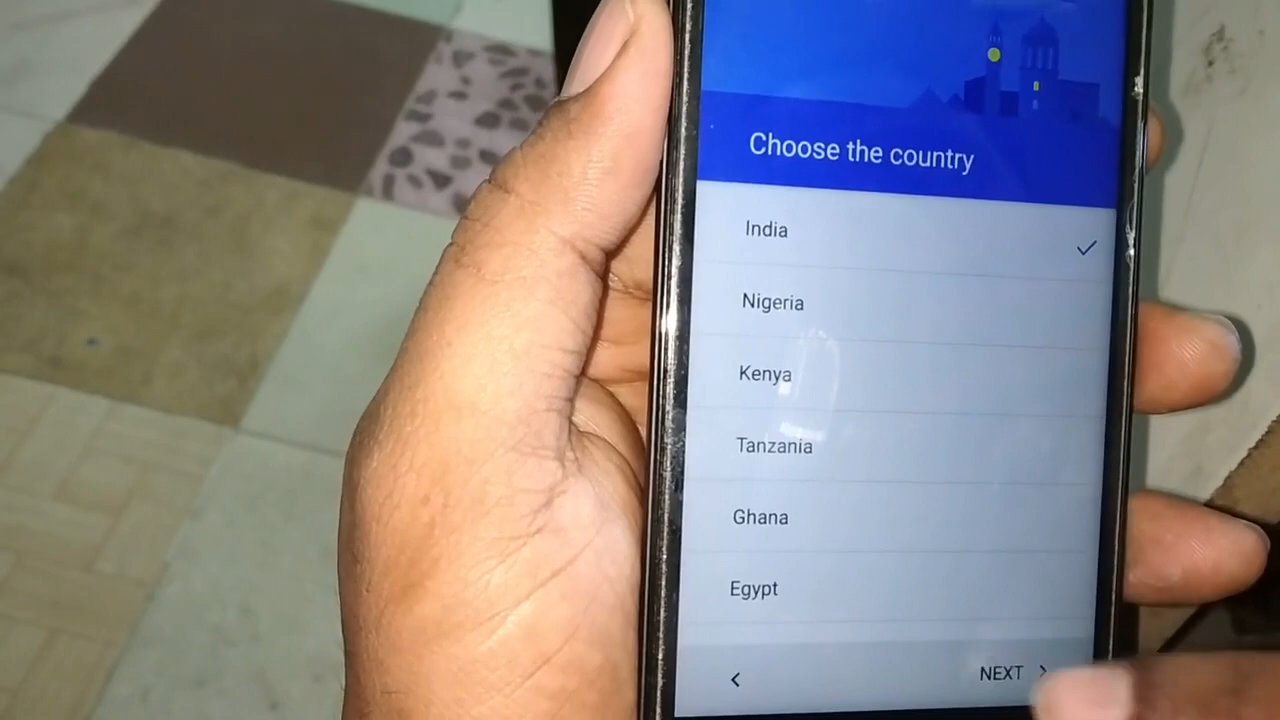 Choose the country
India
Nigeria
Kenya
Tanzania
Ghana
Egypt
NEXT